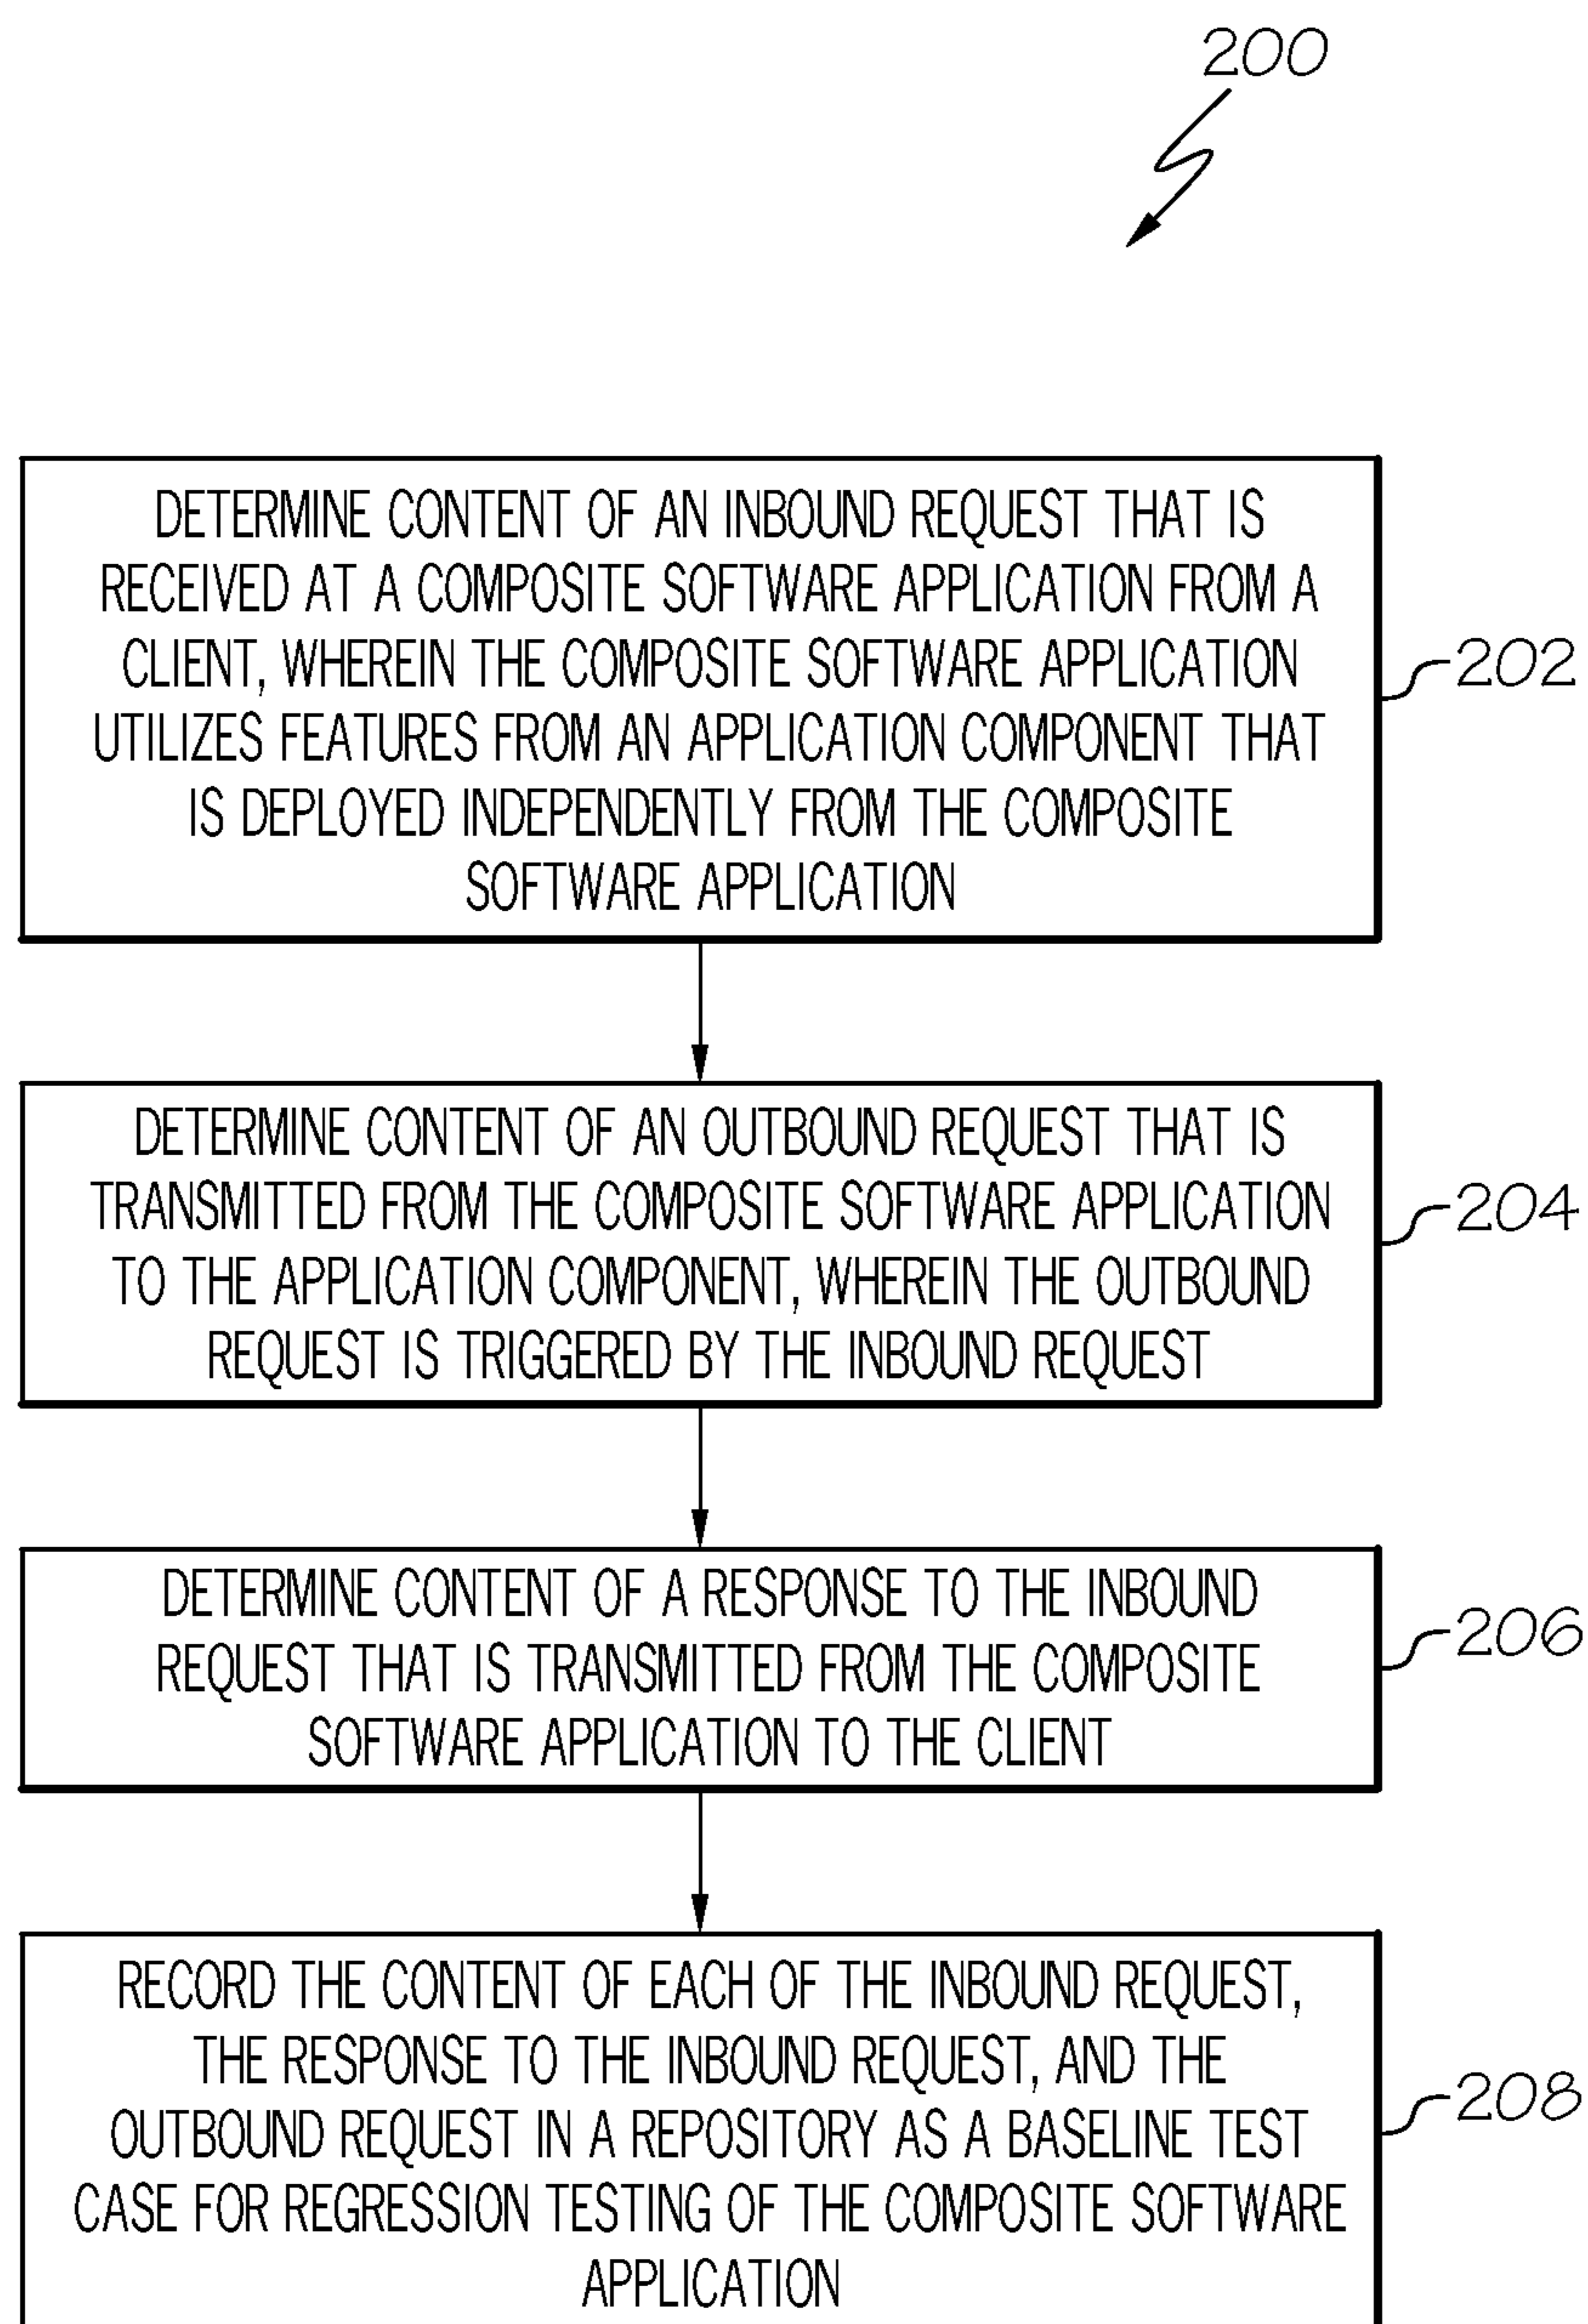 200
DETERMINE CONTENT OF AN INBOUND REQUEST THAT IS
RECEIVED AT A COMPOSITE SOFTWARE APPLICATION FROM A
CLIENT, WHEREIN THE COMPOSITE SOFTWARE APPLICATION
UTILIZES FEATURES FROM AN APPLICATION COMPONENT THAT
IS DEPLOYED INDEPENDENTLY FROM THE COMPOSITE
SOFTWARE APPLICATION
202
DETERMINE CONTENT OF AN OUTBOUND REQUEST THAT IS
TRANSMITTED FROM THE COMPOSITE SOFTWARE APPLICATION
TO THE APPLICATION COMPONENT, WHEREIN THE OUTBOUND
REQUEST IS TRIGGERED BY THE INBOUND REQUEST
204
DETERMINE CONTENT OF A RESPONSE TO THE INBOUND
REQUEST THAT IS TRANSMITTED FROM THE COMPOSITE
SOFTWARE APPLICATION TO THE CLIENT
206
RECORD THE CONTENT OF EACH OF THE INBOUND REQUEST,
THE RESPONSE TO THE INBOUND REQUEST, AND THE
OUTBOUND REQUEST IN A REPOSITORY AS A BASELINE TEST
CASE FOR REGRESSION TESTING OF THE COMPOSITE SOFTWARE
APPLICATION
208